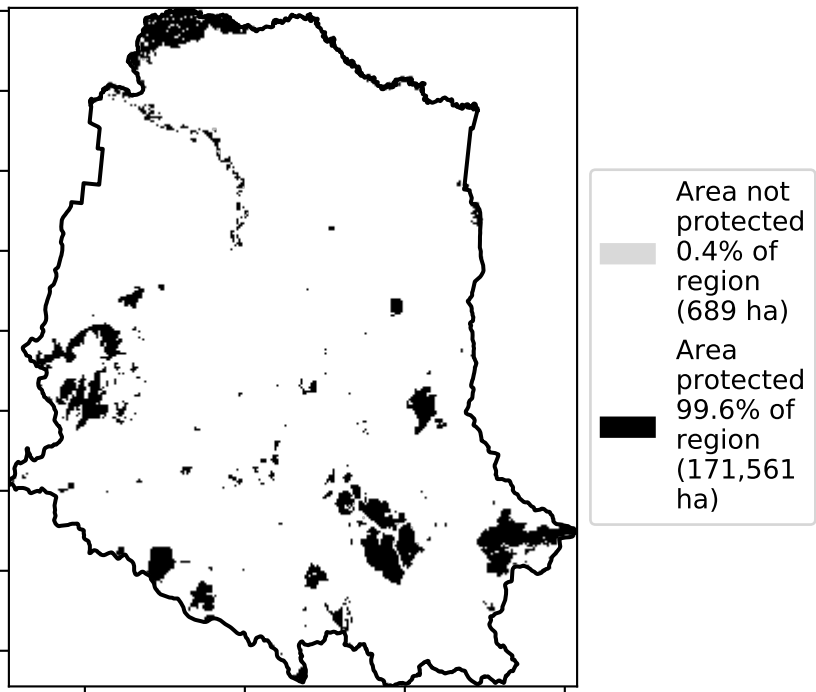 Area not
protected
0.4% of
region
(689 ha)
Area
protected
99.6% of
region
(171,561
ha)